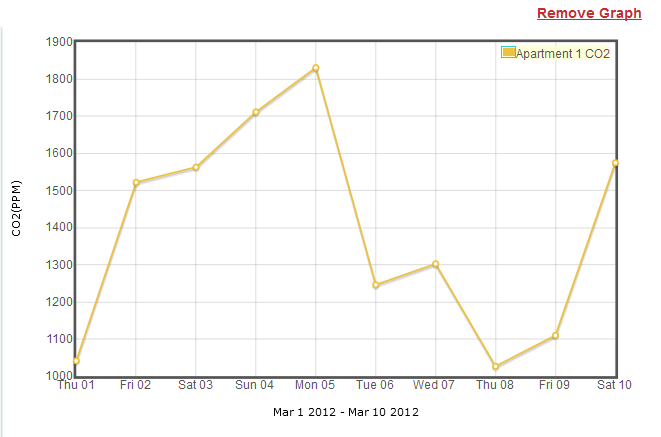 Remove Graph
Apartment 1 CO2
CO2(PPM)
1900
1800
1700
1600
1500
1400
1300
1200
1100
1000
Thu 01 Fri 02 Sat 03 Sun 04 Mon 05 Tue 06 Wed 07 Thu 08 Fri 09 Sat 10
Mar 1 2012 - Mar 10 2012